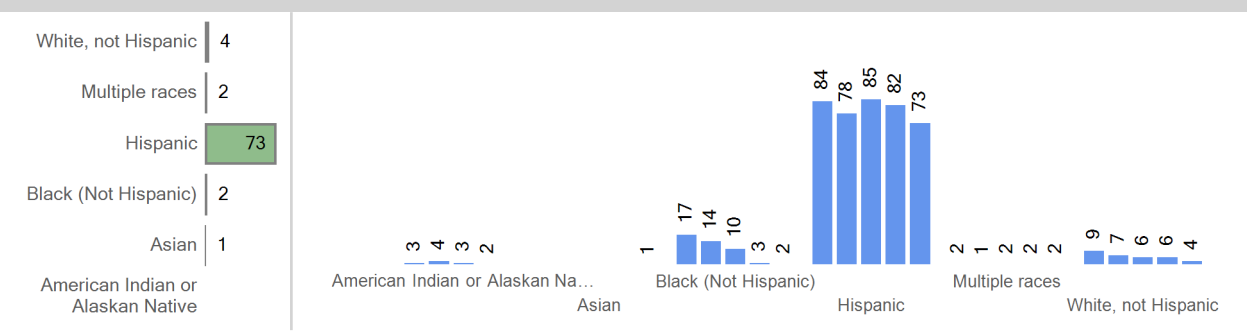 White, not Hispanic 4
Multiple races 2
Hispanic 73
Black (Not Hispanic) 2
Asian 1
American Indian or
Alaskan Native
3 4 3 2
1
17 14 10 3 2
84 78 85 82 73
2 1 2 2 2
9 7 6 6 4
American Indian or Alaskan Na…
Asian
Black (Not Hispanic)
Hispanic
Multiple races
White, not Hispanic